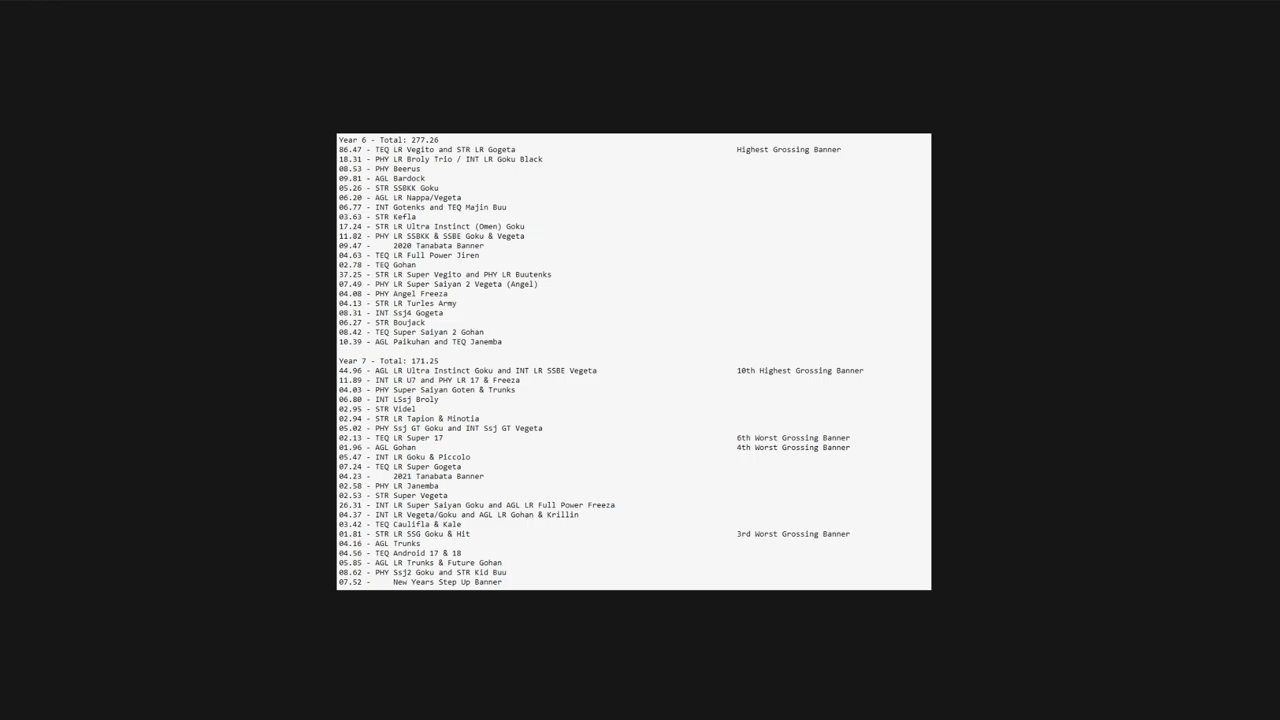 Year 6 - Total: 277.26
86.47 - TEQ LR Vegito and STR LR Gogeta Highest Grossing Banner
18.31 - PHY LR Broly Trio / INT LR Goku Black
08.53 - PHY Beerus
09.81 - AGL Bardock
05.26 - STR SSBKK Goku
06.20 - AGL LR Nappa/Vegeta
06.77 - INT Gotenks and TEQ Majin Buu
03.63 - STR Kefla
17.24 - STR LR Ultra Instinct (Omen) Goku
11.82 - PHY LR SSBKK & SSBE Goku & Vegeta
09.47 - 2020 Tanabata Banner
04.63 - TEQ LR Full Power Jiren
02.78 - TEQ Gohan
37.25 - STR LR Super Vegito and PHY LR Buutenks
07.49 - PHY LR Super Saiyan 2 Vegeta (Angel)
04.08 - PHY Angel Freeza
04.13 - STR LR Turles Army
08.31 - INT Ssj4 Gogeta
06.27 - STR Boujack
08.42 - TEQ Super Saiyan 2 Gohan
10.39 - AGL Paikuhan and TEQ Janemba
Year 7 - Total: 171.25
44.96 - AGL LR Ultra Instinct Goku and INT LR SSBE Vegeta 10th Highest Grossing Banner
11.89 - INT LR U7 and PHY LR 17 & Freeza
04.03 - PHY Super Saiyan Goten & Trunks
06.80 - INT LSsj Broly
02.95 - STR Videl
02.94 - STR LR Tapion & Minotia
05.02 - PHY Ssj GT Goku and INT Ssj GT Vegeta
02.13 - TEQ LR Super 17 6th Worst Grossing Banner
01.96 - AGL Gohan 4th Worst Grossing Banner
05.47 - INT LR Goku & Piccolo
07.24 - TEQ LR Super Gogeta
04.23 - 2021 Tanabata Banner
02.58 - PHY LR Janemba
02.53 - STR Super Vegeta
26.31 - INT LR Super Saiyan Goku and AGL LR Full Power Freeza
04.37 - INT LR Vegeta/Goku and AGL LR Gohan & Krillin
03.42 - TEQ Caulifla & Kale
01.81 - STR LR SSG Goku & Hit 3rd Worst Grossing Banner
04.16 - AGL Trunks
04.56 - TEQ Android 17 & 18
05.85 - AGL LR Trunks & Future Gohan
08.62 - PHY Ssj2 Goku and STR Kid Buu
07.52 - New Years Step Up Banner